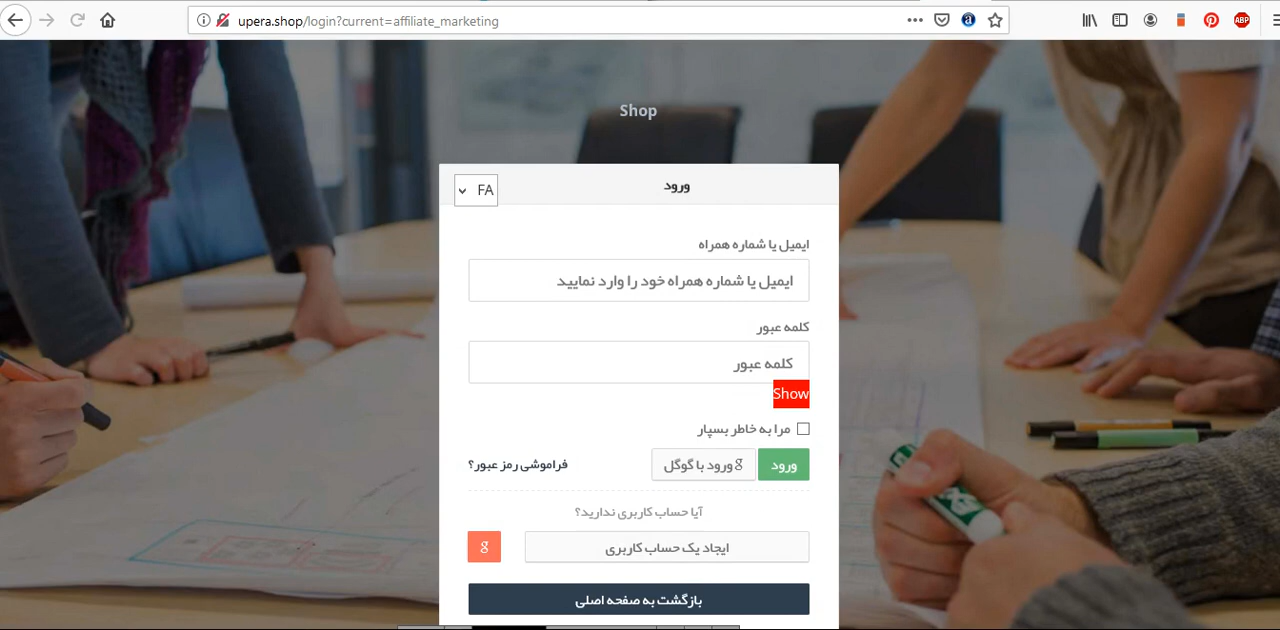 upera.shop/login?current=affiliate_marketing
ABP
Shop
ورود
FA
ایمیل یا شماره همراه
ایمیل یا شماره همراه خود را وارد نمایید
کلمه عبور
کلمه عبور
Show
مرا به خاطر بسپار
ورود
ورود با گوگل
فراموشی رمز عبور؟
آیا حساب کاربری ندارید؟
ایجاد یک حساب کاربری
بازگشت به صفحه اصلی